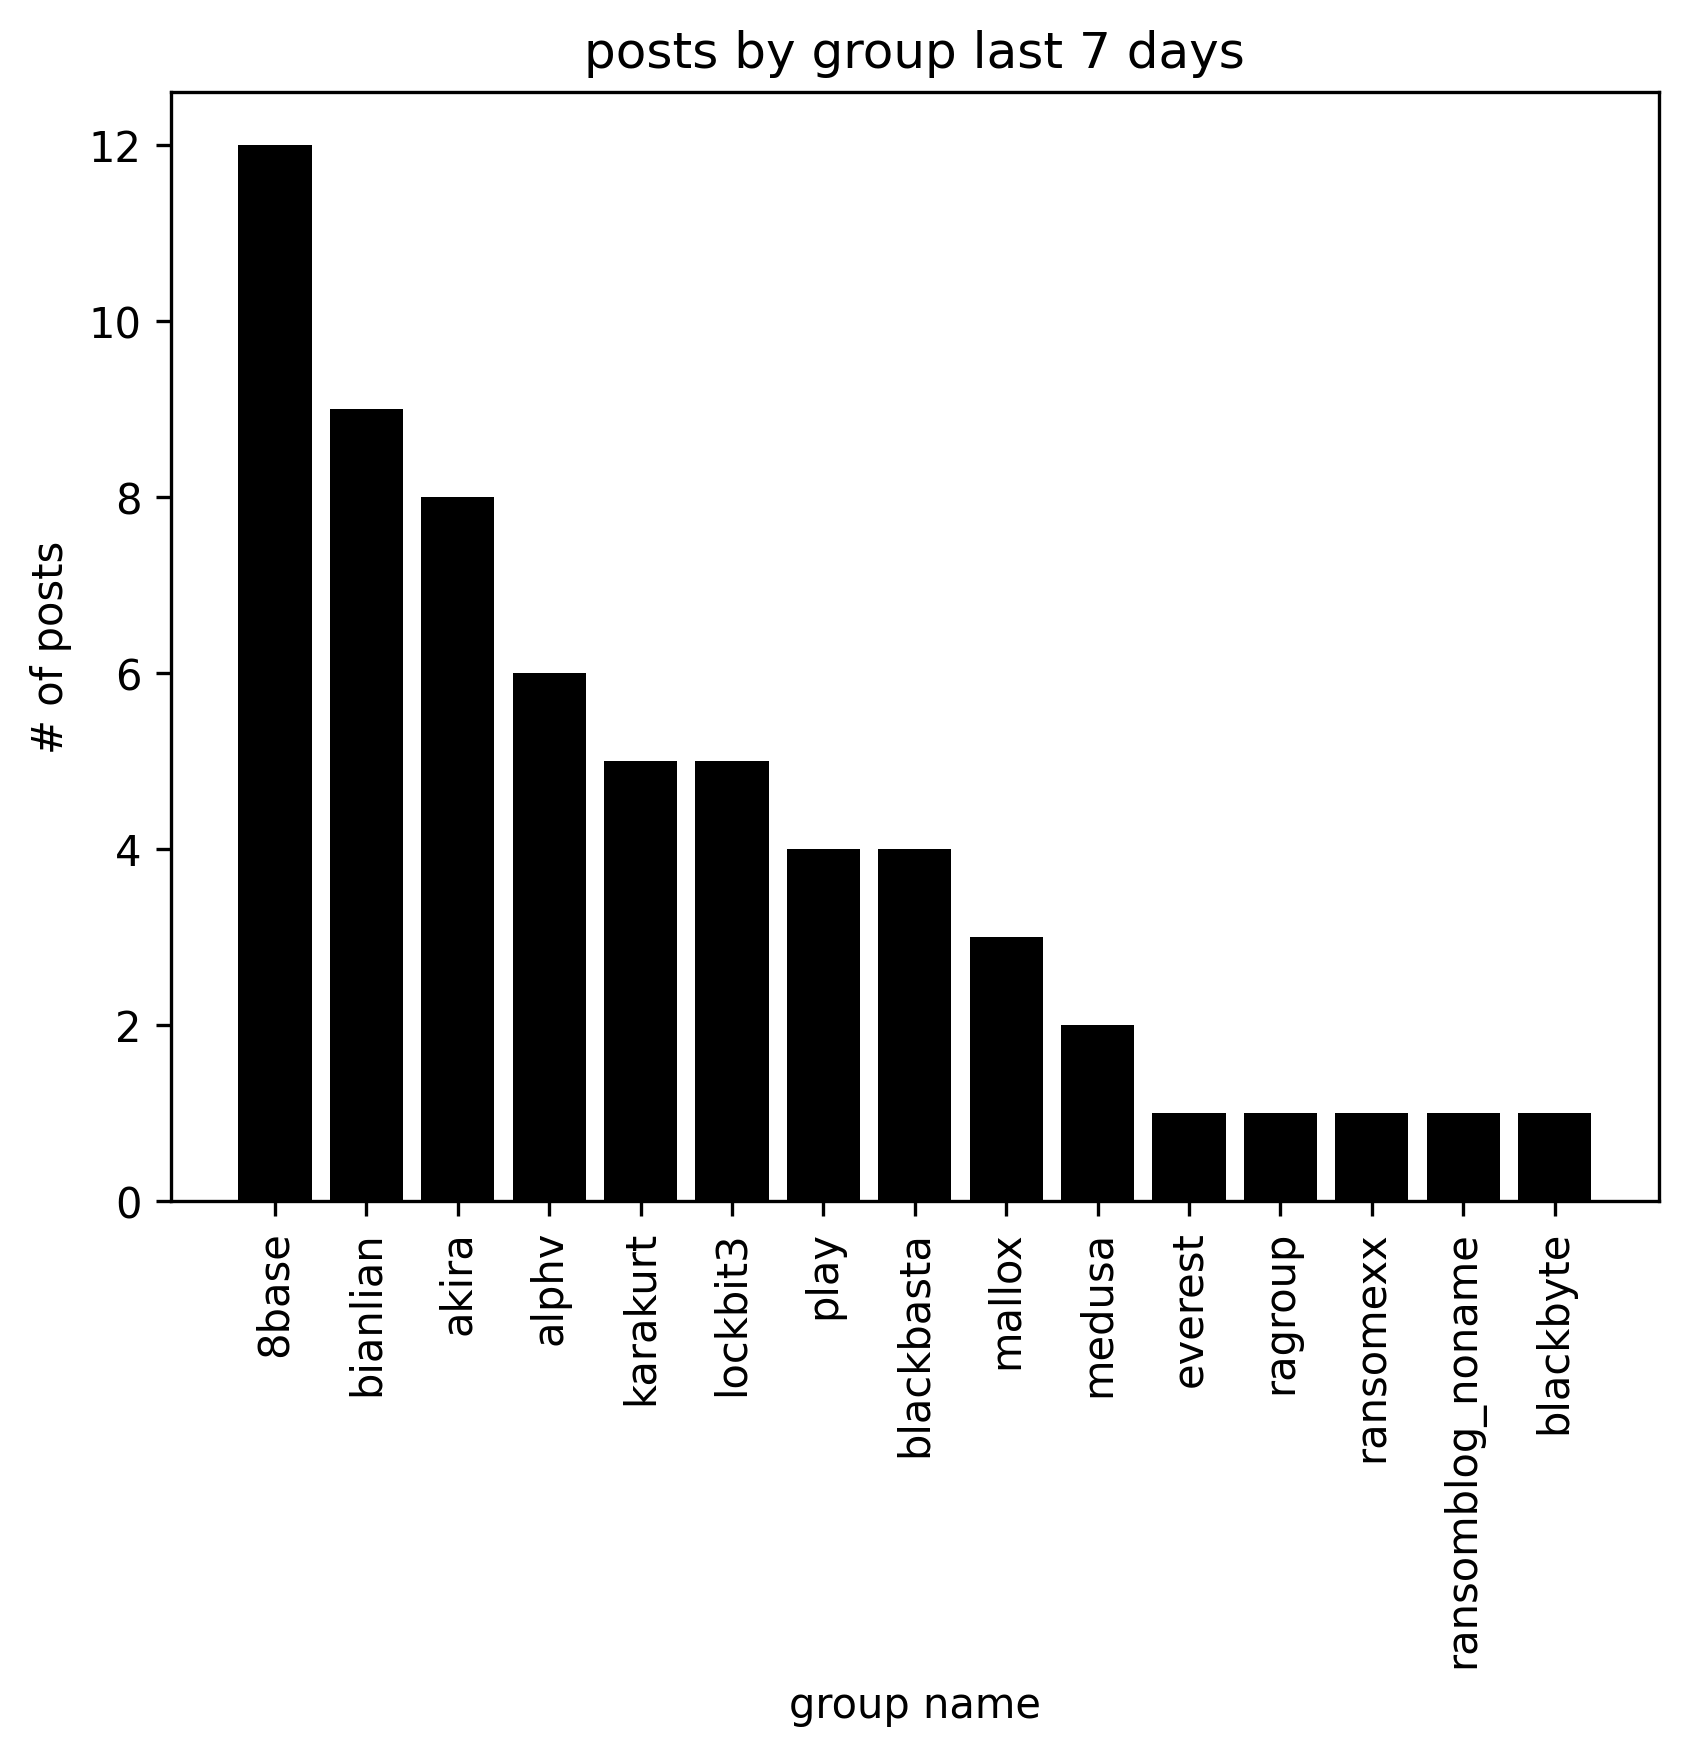 posts by group last 7 days
12
10
8
6
4
2
0
# of posts
8base
bianlian
akira
alphv
karakurt
lockbit3
play
blackbasta
mallox
medusa
everest
ragroup
ransomexx
ransomblog_noname
blackbyte
group name